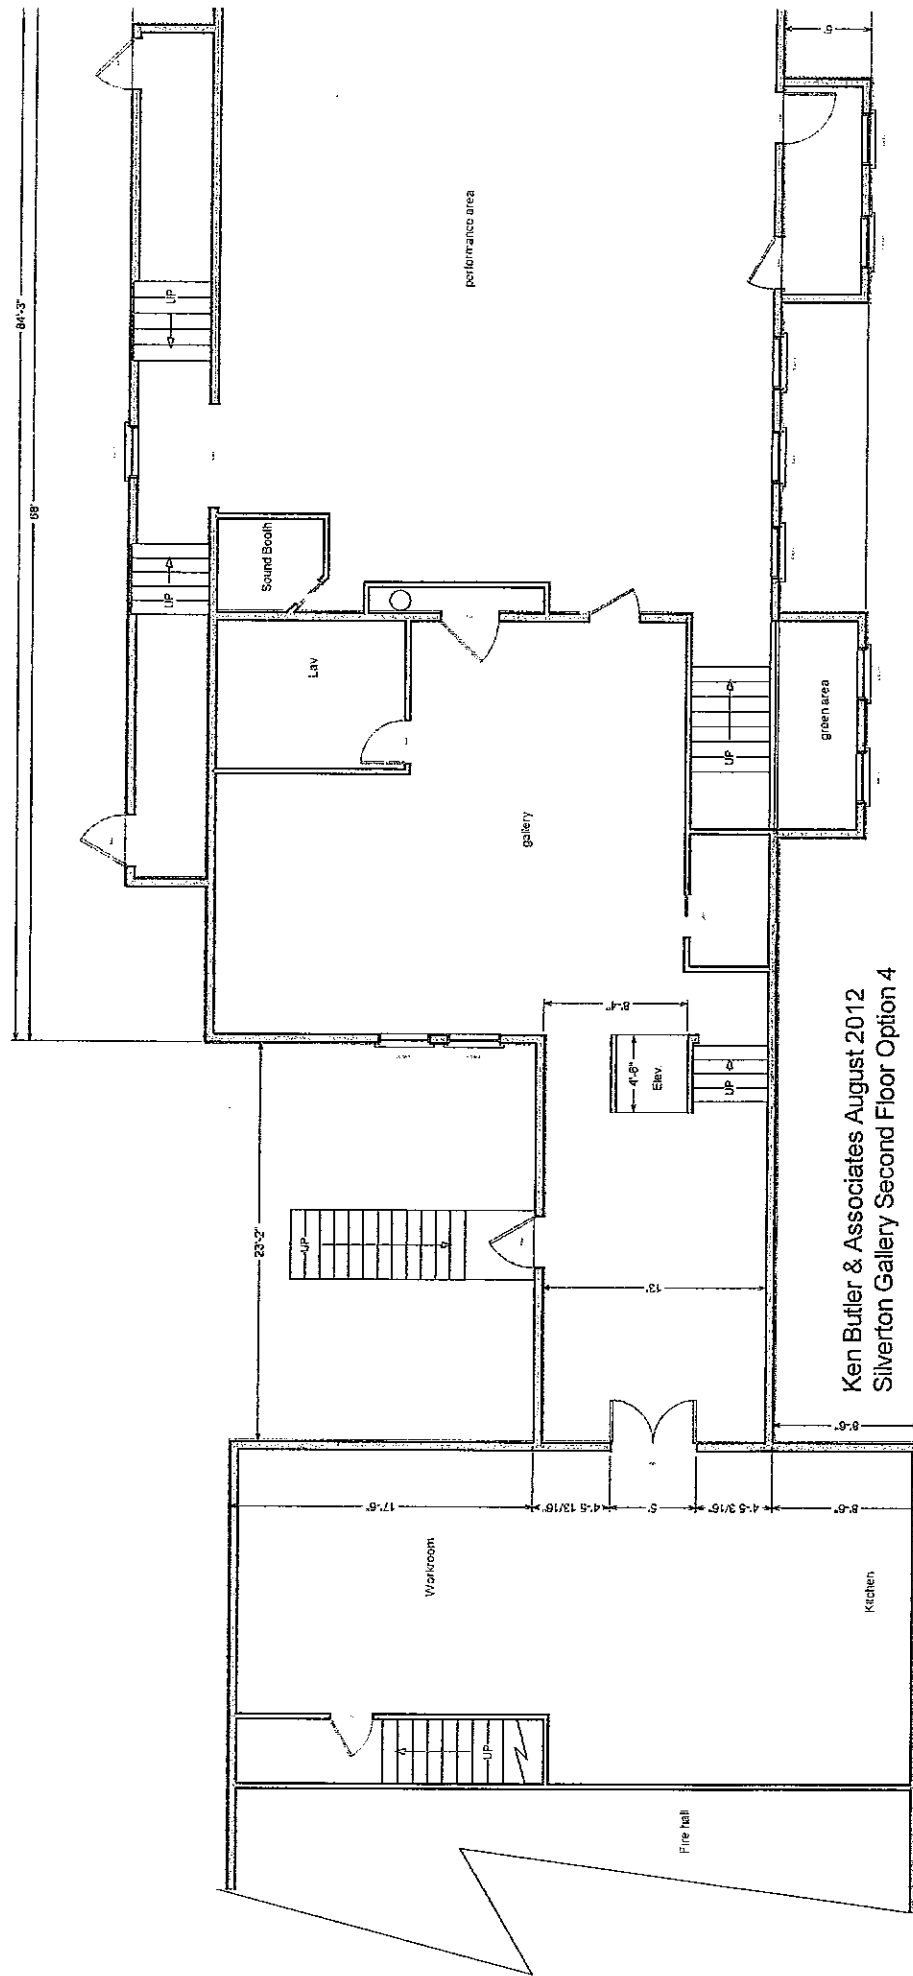 84'-3"
68'
6'
UP
UP
performance area
Sound Booth
Lav
gallery
UP
green area
8'-4"
4'-6"
Elev.
UP
23'-2"
UP
13'
8'-6"
17'-6"
4'-5 13/16"
5'
4'-5 3/16"
8'-6"
Workroom
Kitchen
UP
Fire hall
Ken Butler & Associates August 2012
Silverton Gallery Second Floor Option 4